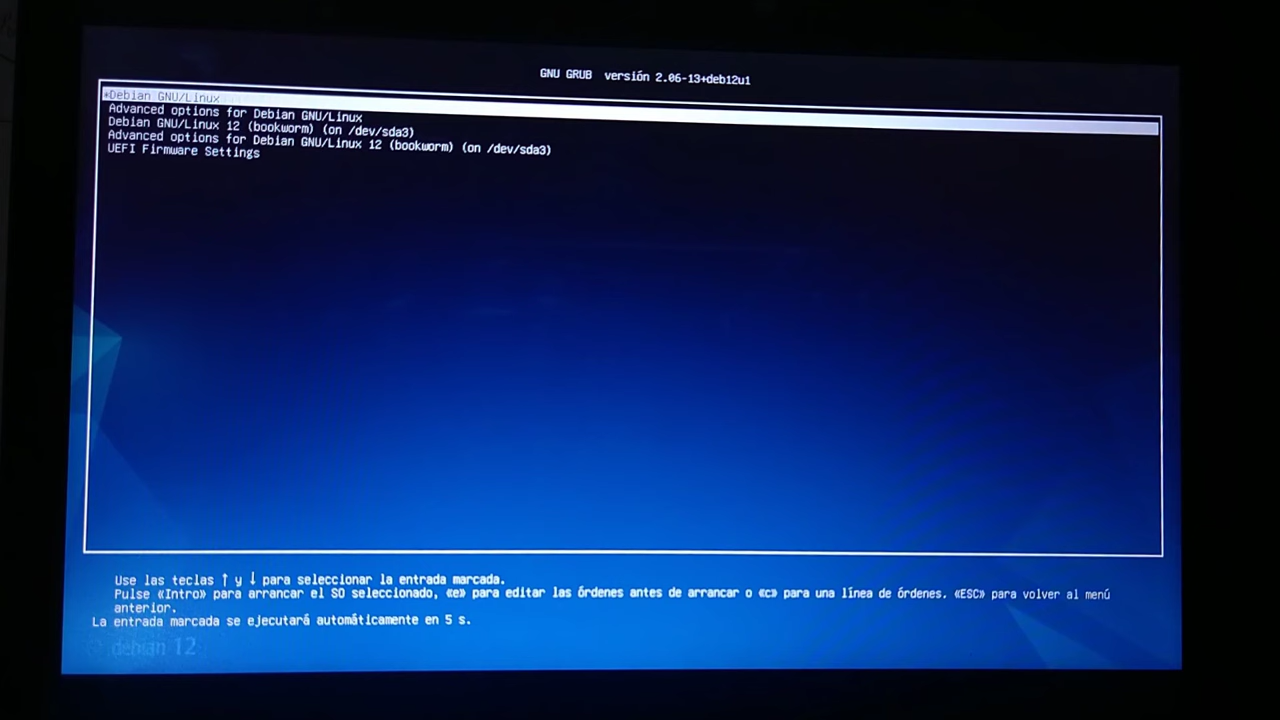 GNU GRUB versión 2.06-13+deb12u1
*Debian GNU/Linux
Advanced options for Debian GNU/Linux
Debian GNU/Linux 12 (bookworm) (on /dev/sda3)
Advanced options for Debian GNU/Linux 12 (bookworm) (on /dev/sda3)
UEFI Firmware Settings
Use las teclas ↑ y ↓ para seleccionar la entrada marcada.
Pulse «Intro» para arrancar el SO seleccionado, «e» para editar las órdenes antes de arrancar o «c» para una línea de órdenes. «ESC» para volver al menú
anterior.
La entrada marcada se ejecutará automáticamente en 5 s.
debian 12